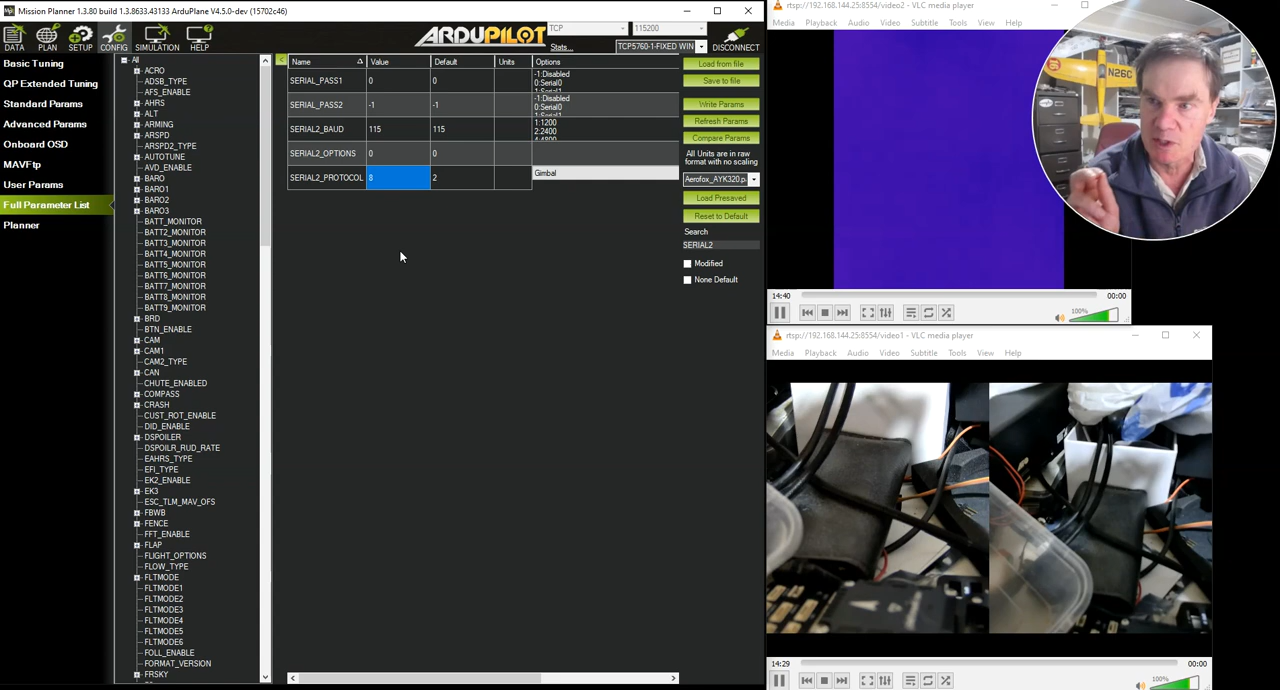 Mission Planner 1.3.80 build 1.3.8633.43133 ArduPlane V4.5.0-dev (15702c46)
DATA PLAN SETUP CONFIG SIMULATION HELP
ARDUPILOT
TCP 115200
Stats... TCP5760-1-FIXED WIN DISCONNECT
Basic Tuning
QP Extended Tuning
Standard Params
Advanced Params
Onboard OSD
MAVFtp
User Params
Full Parameter List
Planner
All
ACRO
ADSB_TYPE
AFS_ENABLE
AHRS
ALT
ARMING
ARSPD
ARSPD2_TYPE
AUTOTUNE
AVD_ENABLE
BARO
BARO1
BARO2
BARO3
BATT_MONITOR
BATT2_MONITOR
BATT3_MONITOR
BATT4_MONITOR
BATT5_MONITOR
BATT6_MONITOR
BATT7_MONITOR
BATT8_MONITOR
BATT9_MONITOR
BRD
BTN_ENABLE
CAM
CAM1
CAM2_TYPE
CAN
CHUTE_ENABLED
COMPASS
CRASH
CUST_ROT_ENABLE
DID_ENABLE
DSPOILER
DSPOILR_RUD_RATE
EAHRS_TYPE
EFI_TYPE
EK2_ENABLE
EK3
ESC_TLM_MAV_OFS
FBWB
FENCE
FFT_ENABLE
FLAP
FLIGHT_OPTIONS
FLOW_TYPE
FLTMODE
FLTMODE1
FLTMODE2
FLTMODE3
FLTMODE4
FLTMODE5
FLTMODE6
FOLL_ENABLE
FORMAT_VERSION
FRSKY
Name Value Default Units Options
SERIAL_PASS1 0 0 -1:Disabled
0:Serial0
SERIAL_PASS2 -1 -1 -1:Disabled
0:Serial0
SERIAL2_BAUD 115 115 1:1200
2:2400
SERIAL2_OPTIONS 0 0
SERIAL2_PROTOCOL 8 2 Gimbal
Load from file
Save to file
Write Params
Refresh Params
Compare Params
All Units are in raw
format with no scaling
Aerofox_AYK320.p
Load Presaved
Reset to Default
Search
SERIAL2
Modified
None Default
rtsp://192.168.144.25:8554/video2 - VLC media player
Media Playback Audio Video Subtitle Tools View Help
N26C
14:40 00:00
100%
rtsp://192.168.144.25:8554/video1 - VLC media player
Media Playback Audio Video Subtitle Tools View Help
14:29 00:00
100%